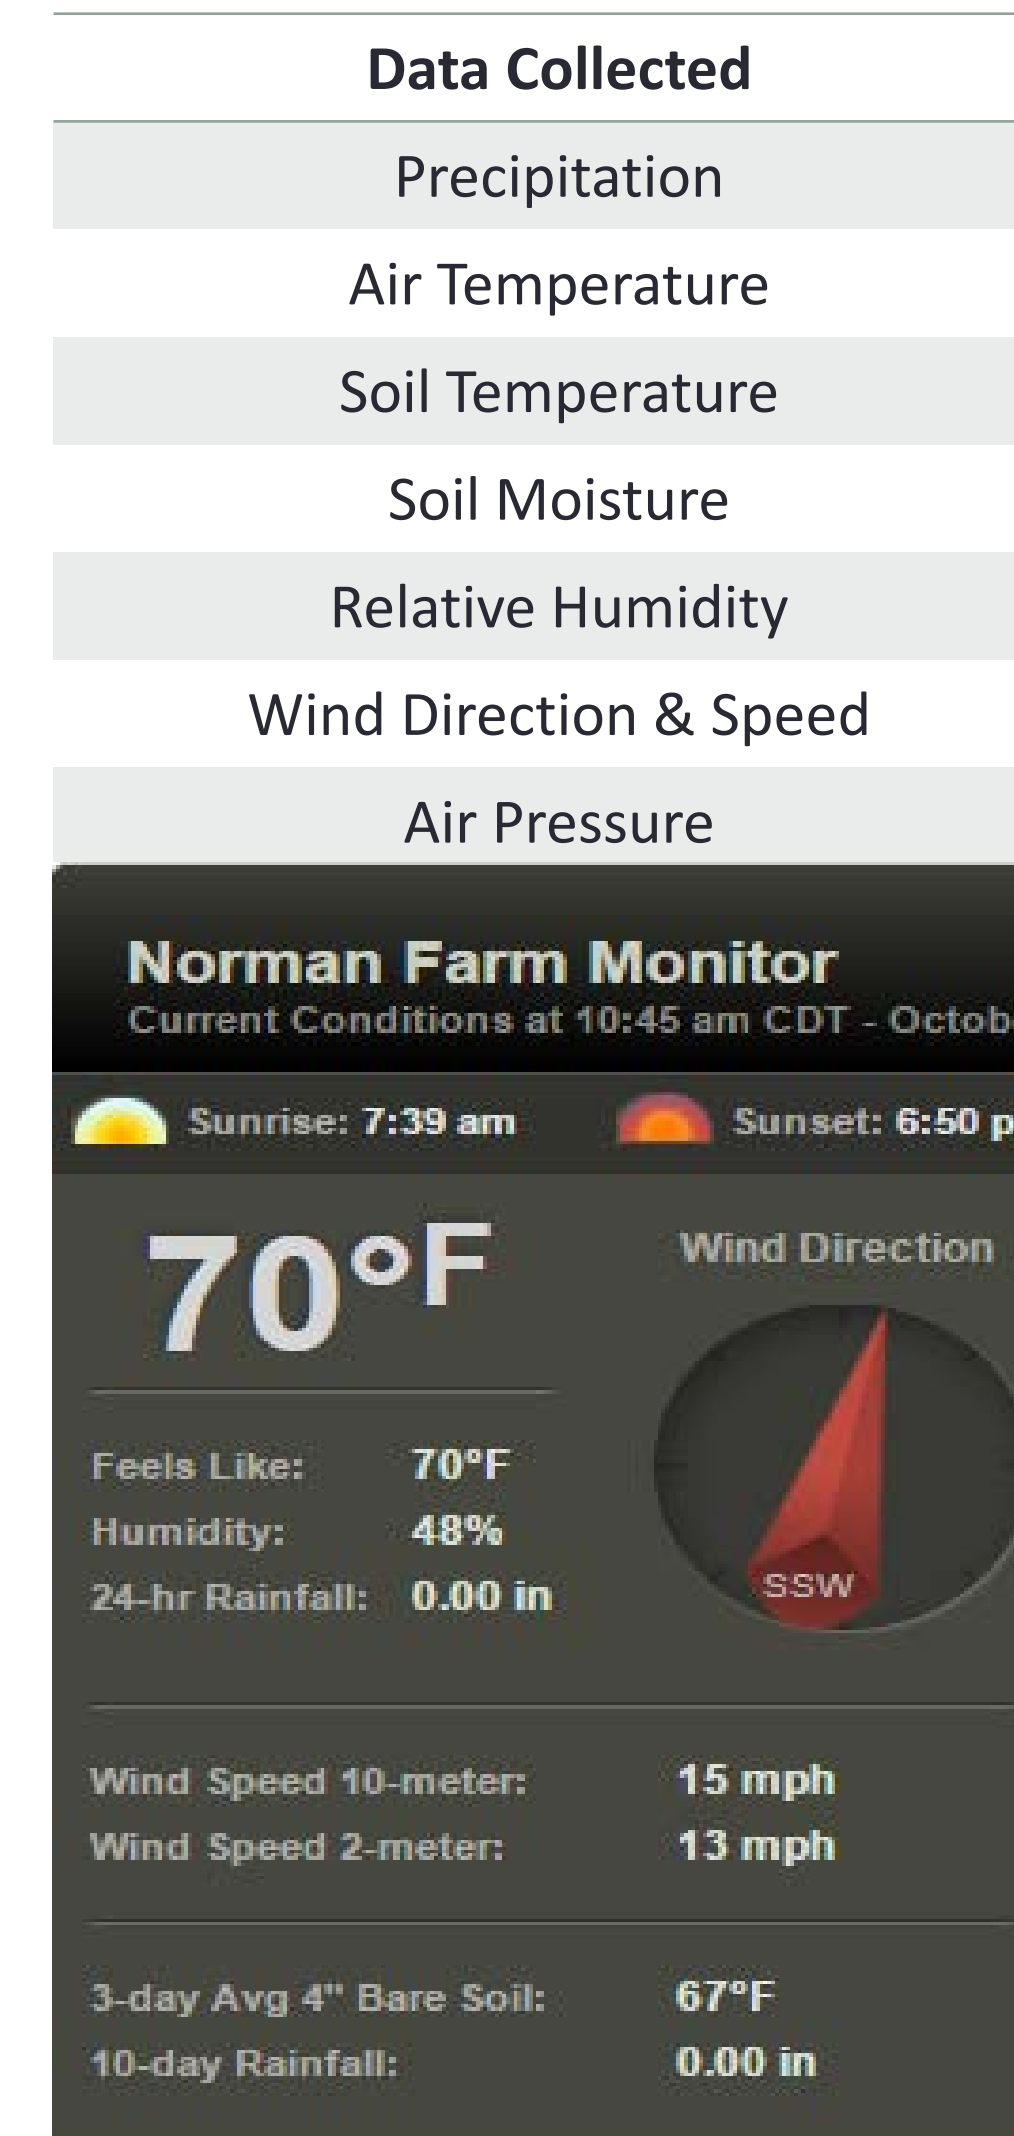 Data Collected
Precipitation
Air Temperature
Soil Temperature
Soil Moisture
Relative Humidity
Wind Direction & Speed
Air Pressure
Norman Farm Monitor
Current Conditions at 10:45 am CDT - Octob
Sunrise: 7:39 am Sunset: 6:50 p
70°F
Wind Direction
Feels Like: 70°F
Humidity: 48%
24-hr Rainfall: 0.00 in
SSW
Wind Speed 10-meter: 15 mph
Wind Speed 2-meter: 13 mph
3-day Avg 4" Bare Soil: 67°F
10-day Rainfall: 0.00 in